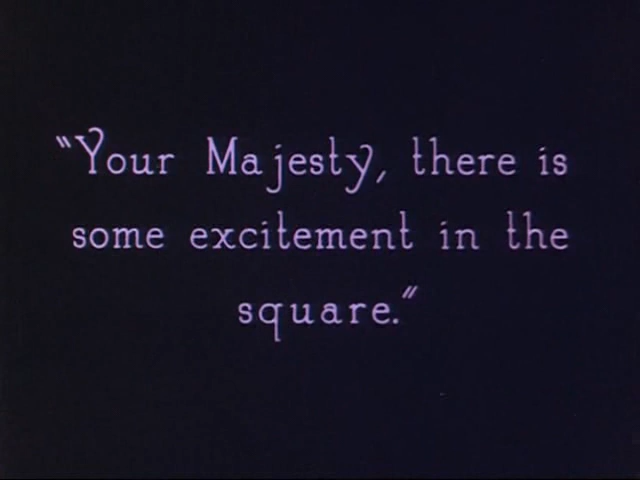 "Your Majesty, there is
some excitement in the
square."